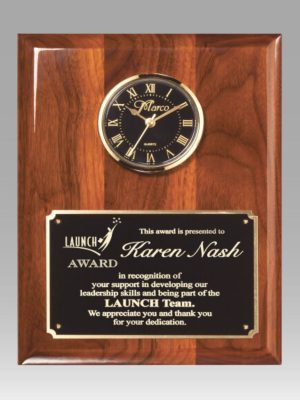 XII
I
II
III
IIII
V
VI
VII
VIII
IX
X
XI
Marco
QUARTZ
LAUNCH
AWARD
This award is presented to
Karen Nash
in recognition of
your support in developing our
leadership skills and being part of the
LAUNCH Team.
We appreciate you and thank you
for your dedication.